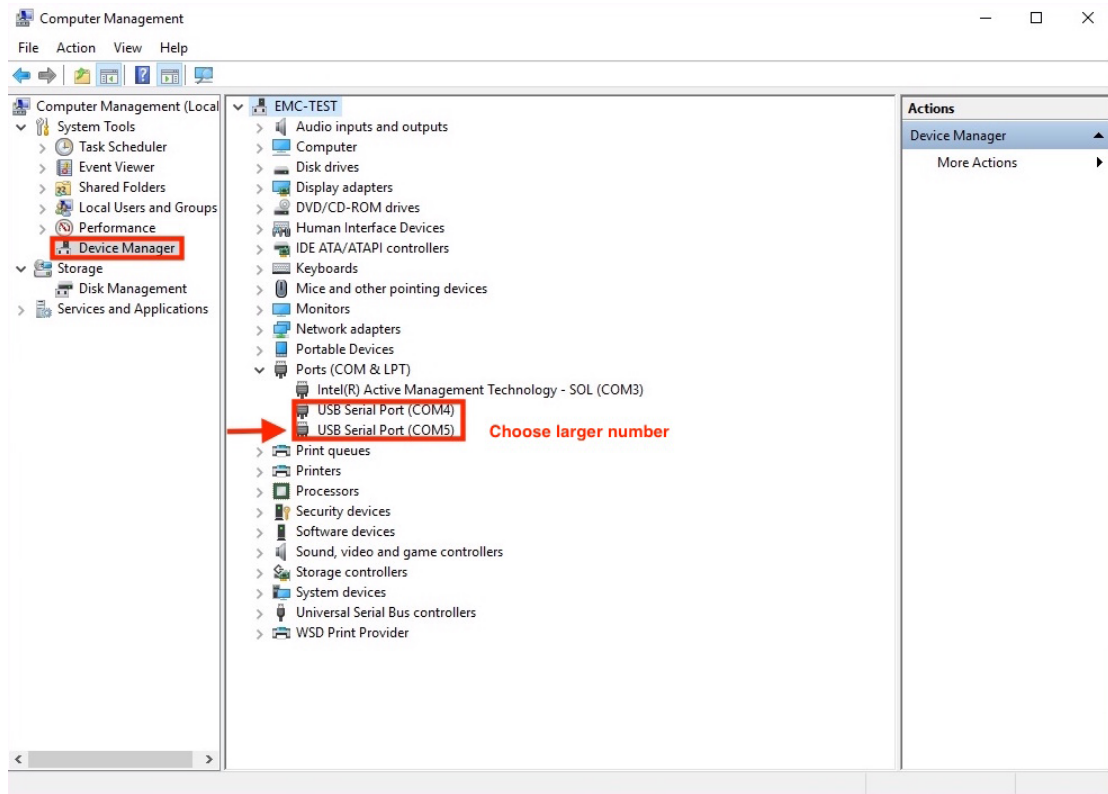 Computer Management
File Action View Help
Computer Management (Local
System Tools
Task Scheduler
Event Viewer
Shared Folders
Local Users and Groups
Performance
Device Manager
Storage
Disk Management
Services and Applications
EMC-TEST
Audio inputs and outputs
Computer
Disk drives
Display adapters
DVD/CD-ROM drives
Human Interface Devices
IDE ATA/ATAPI controllers
Keyboards
Mice and other pointing devices
Monitors
Network adapters
Portable Devices
Ports (COM & LPT)
Intel(R) Active Management Technology - SOL (COM3)
USB Serial Port (COM4)
USB Serial Port (COM5)
Choose larger number
Print queues
Printers
Processors
Security devices
Software devices
Sound, video and game controllers
Storage controllers
System devices
Universal Serial Bus controllers
WSD Print Provider
Actions
Device Manager
More Actions